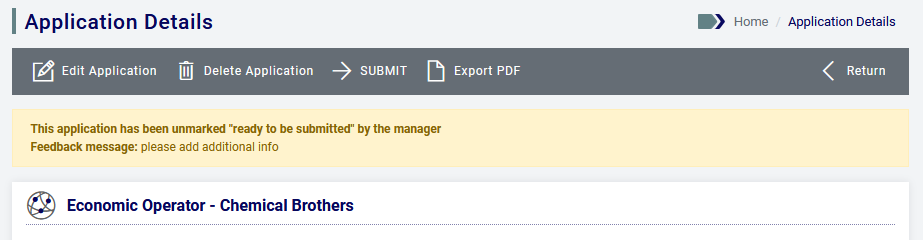 Application Details
Home / Application Details
Edit Application Delete Application SUBMIT Export PDF Return
This application has been unmarked "ready to be submitted" by the manager
Feedback message: please add additional info
Economic Operator - Chemical Brothers